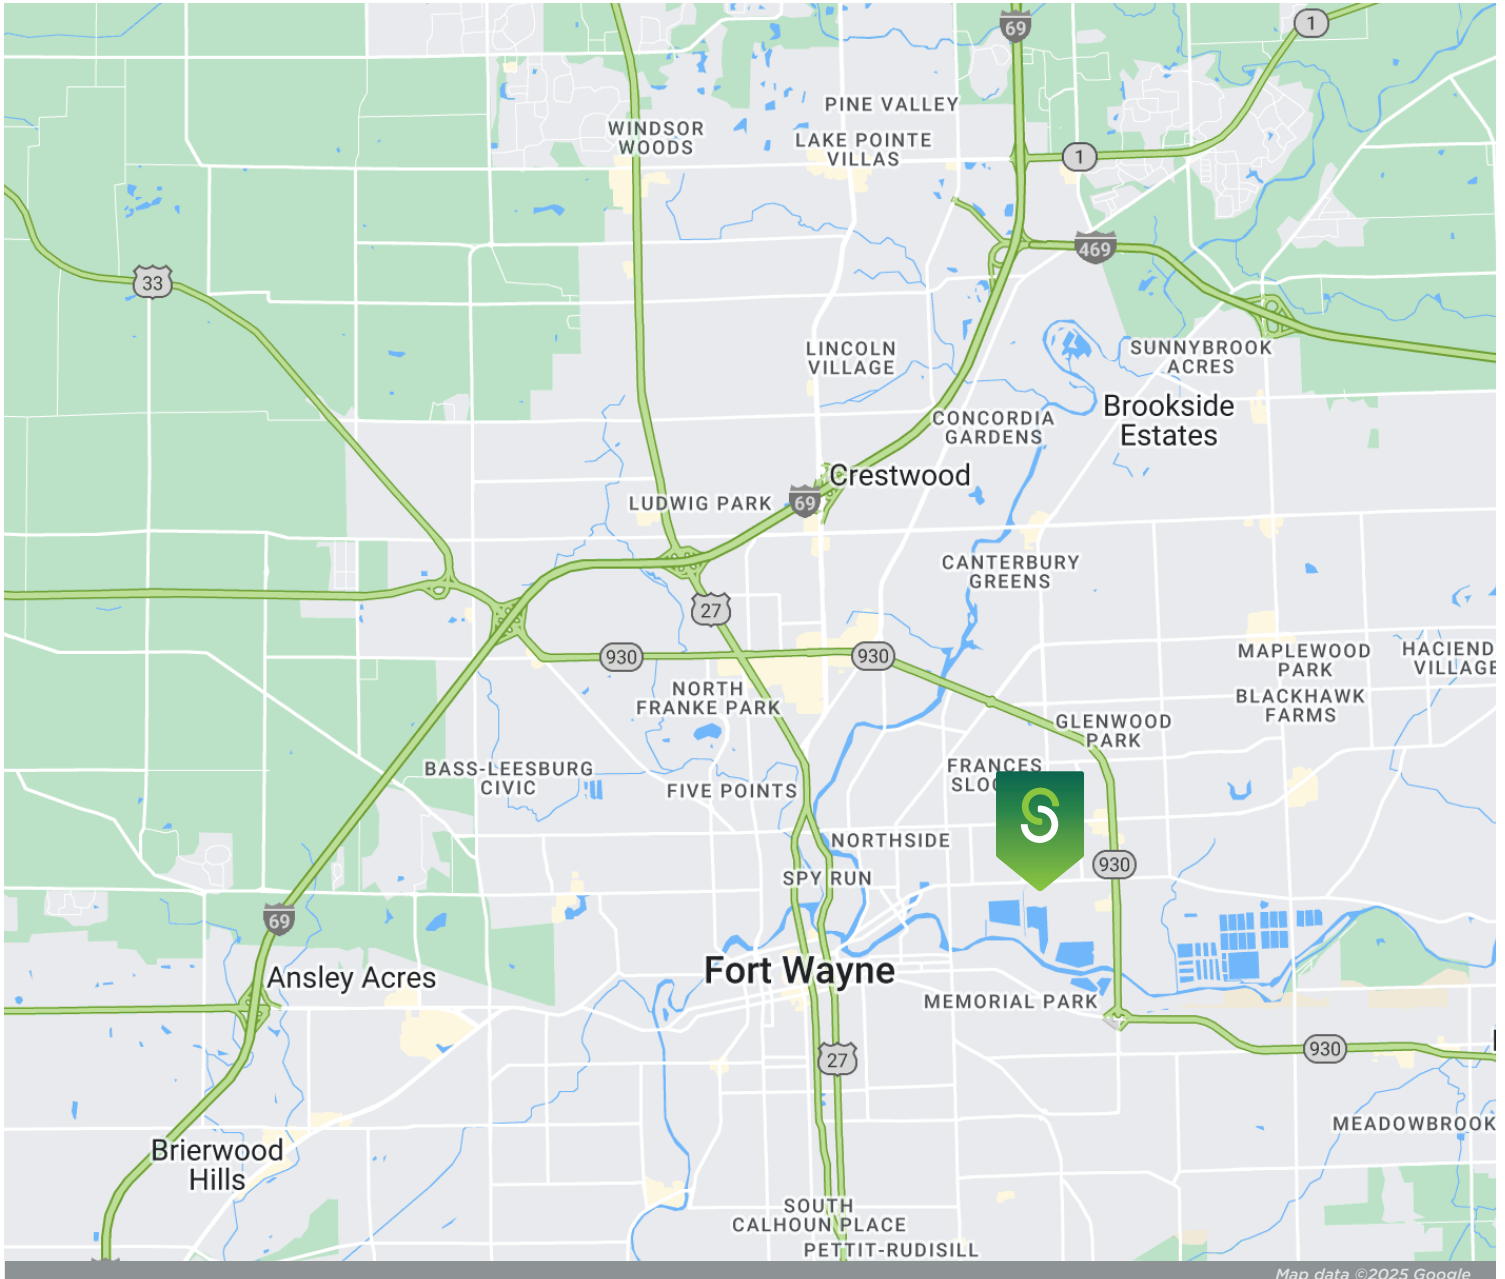 69
1
PINE VALLEY
WINDSOR
WOODS
LAKE POINTE
VILLAS
1
469
33
LINCOLN
VILLAGE
SUNNYBROOK
ACRES
Brookside
Estates
CONCORDIA
GARDENS
Crestwood
LUDWIG PARK
69
CANTERBURY
GREENS
27
930
930
MAPLEWOOD
PARK
HACIEND
VILLAGE
NORTH
FRANKE PARK
BLACKHAWK
FARMS
GLENWOOD
PARK
BASS-LEESBURG
CIVIC
FIVE POINTS
FRANCES
SLOC
S
NORTHSIDE
930
SPY RUN
69
Fort Wayne
Ansley Acres
MEMORIAL PARK
930
27
MEADOWBROOK
Brierwood
Hills
SOUTH
CALHOUN PLACE
PETTIT-RUDISILL
Map data ©2025 Google